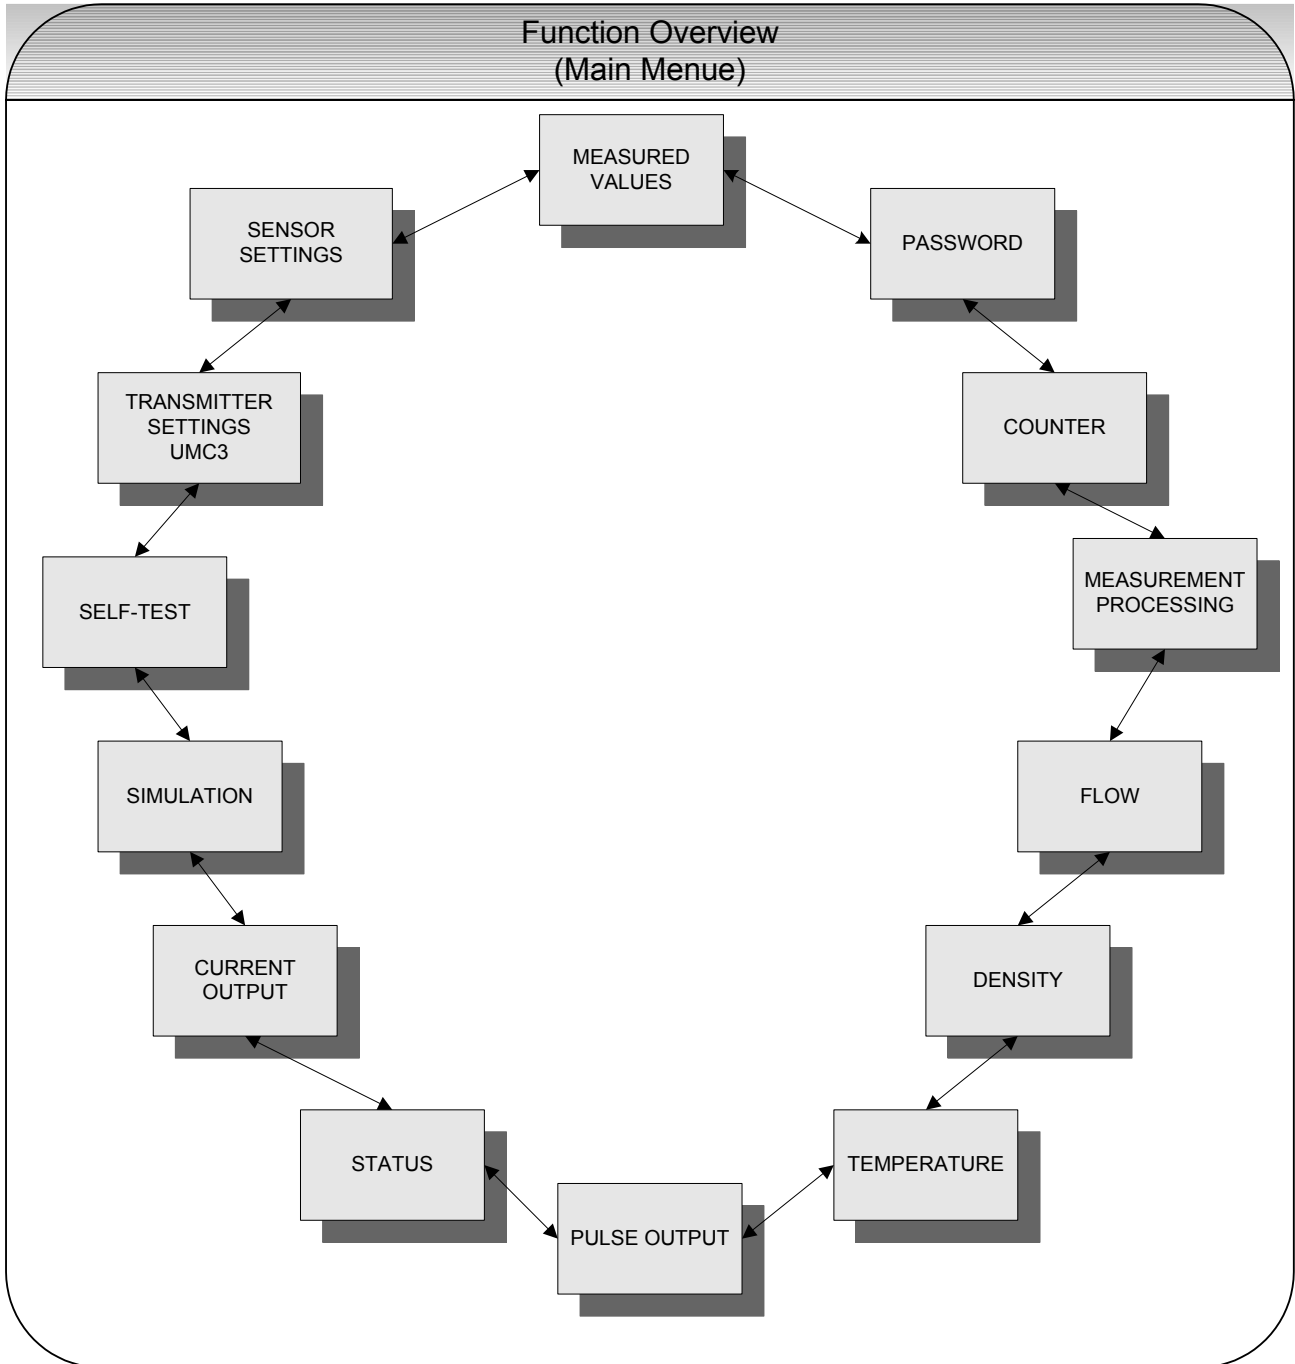 Function Overview
(Main Menue)
MEASURED
VALUES
SENSOR
SETTINGS
PASSWORD
TRANSMITTER
SETTINGS
UMC3
COUNTER
MEASUREMENT
PROCESSING
SELF-TEST
SIMULATION
FLOW
CURRENT
OUTPUT
DENSITY
STATUS
TEMPERATURE
PULSE OUTPUT